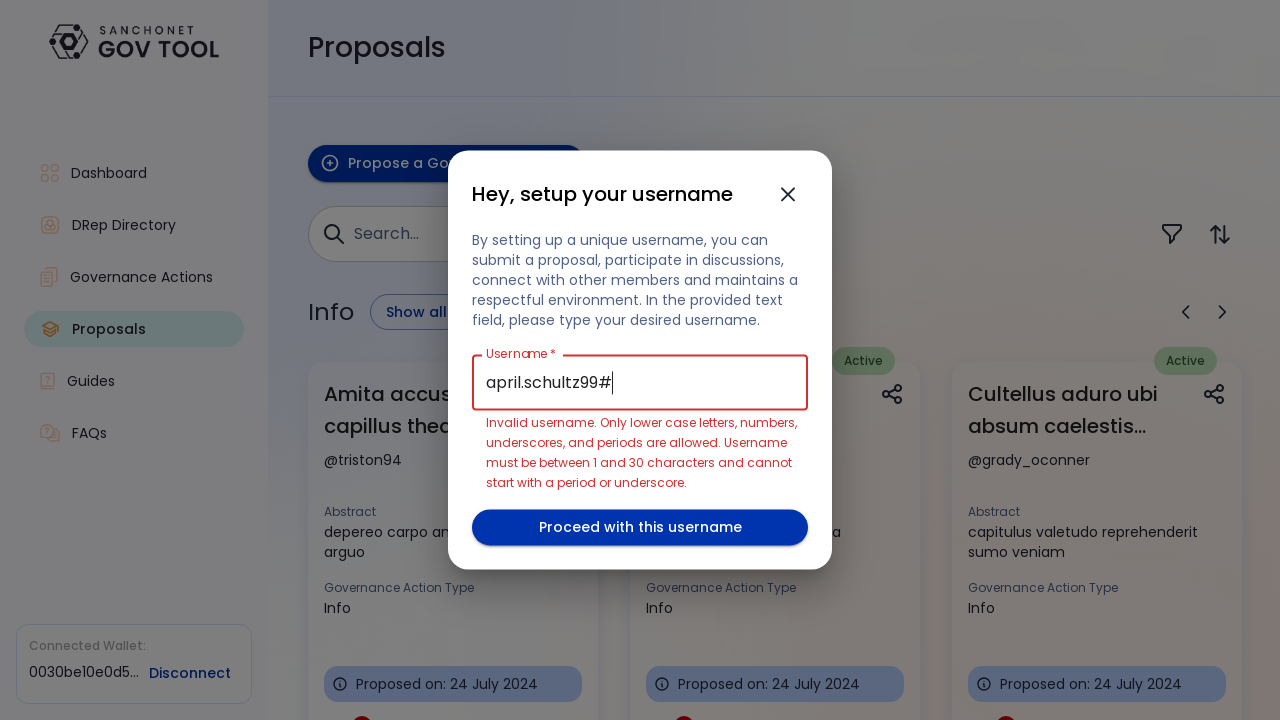 SANCHONET
GOV TOOL
Proposals
Dashboard
DRep Directory
Governance Actions
Proposals
Guides
FAQs
Connected Wallet:
0030be10e0d5...
Disconnect
Propose a Go
Search...
Info
Show all
Hey, setup your username
By setting up a unique username, you can
submit a proposal, participate in discussions,
connect with other members and maintains a
respectful environment. In the provided text
field, please type your desired username.
Username *
april.schultz99#
Invalid username. Only lower case letters, numbers,
underscores, and periods are allowed. Username
must be between 1 and 30 characters and cannot
start with a period or underscore.
Proceed with this username
Amita accus
capillus thea
@triston94
Abstract
depereo carpo
arguo
Governance Action Type
Info
Proposed on: 24 July 2024
Active
a
Governance Action Type
Info
Proposed on: 24 July 2024
Active
Cultellus aduro ubi
absum caelestis...
@grady_oconner
Abstract
capitulus valetudo reprehenderit
sumo veniam
Governance Action Type
Info
Proposed on: 24 July 2024